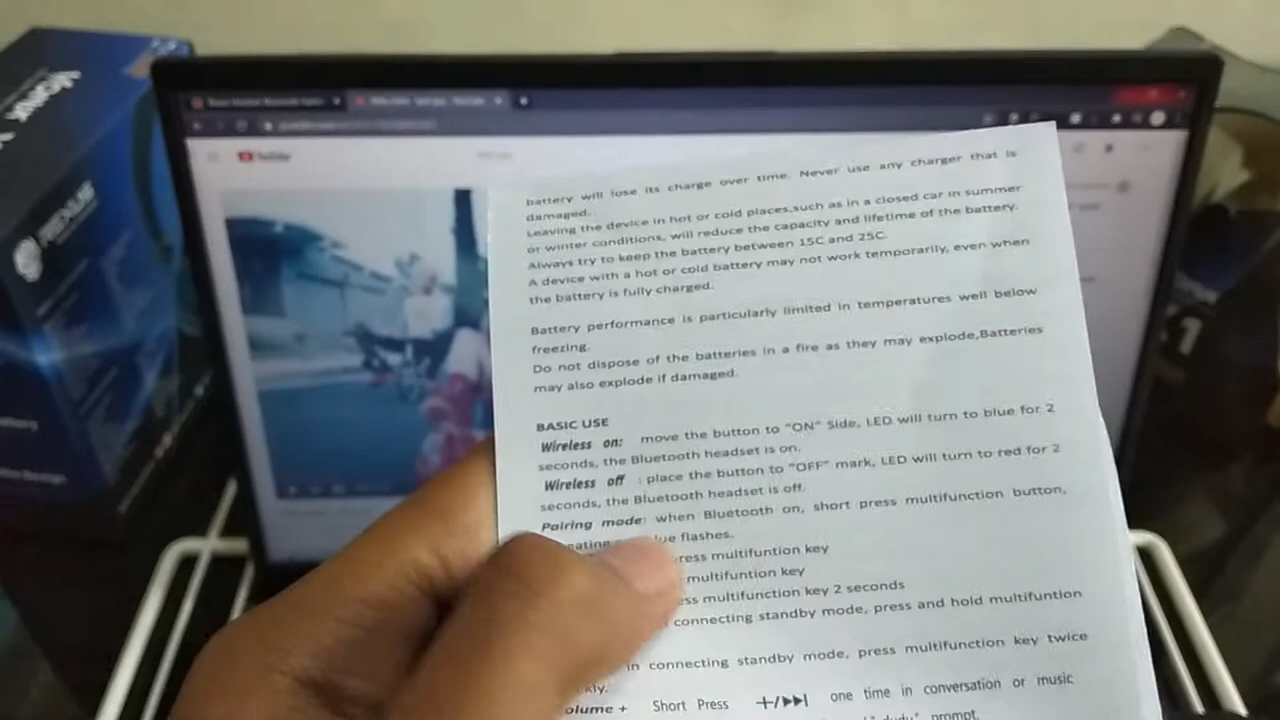 YouTube
battery will lose its charge over time. Never use any charger that is
damaged.
Leaving the device in hot or cold places,such as in a closed car in summer
or winter conditions, will reduce the capacity and lifetime of the battery.
Always try to keep the battery between 15C and 25C.
A device with a hot or cold battery may not work temporarily, even when
the battery is fully charged.
Battery performance is particularly limited in temperatures well below
freezing.
Do not dispose of the batteries in a fire as they may explode,Batteries
may also explode if damaged.
BASIC USE
Wireless on: move the button to “ON” Side, LED will turn to blue for 2
seconds, the Bluetooth headset is on.
Wireless off : place the button to “OFF” mark, LED will turn to red for 2
seconds, the Bluetooth headset is off.
Pairing mode: when Bluetooth on, short press multifunction button,
flashes.
multifuntion key
multifuntion key
multifunction key 2 seconds
connecting standby mode, press and hold multifuntion
in connecting standby mode, press multifunction key twice
Short Press +/▶▶| one time in conversation or music
prompt.